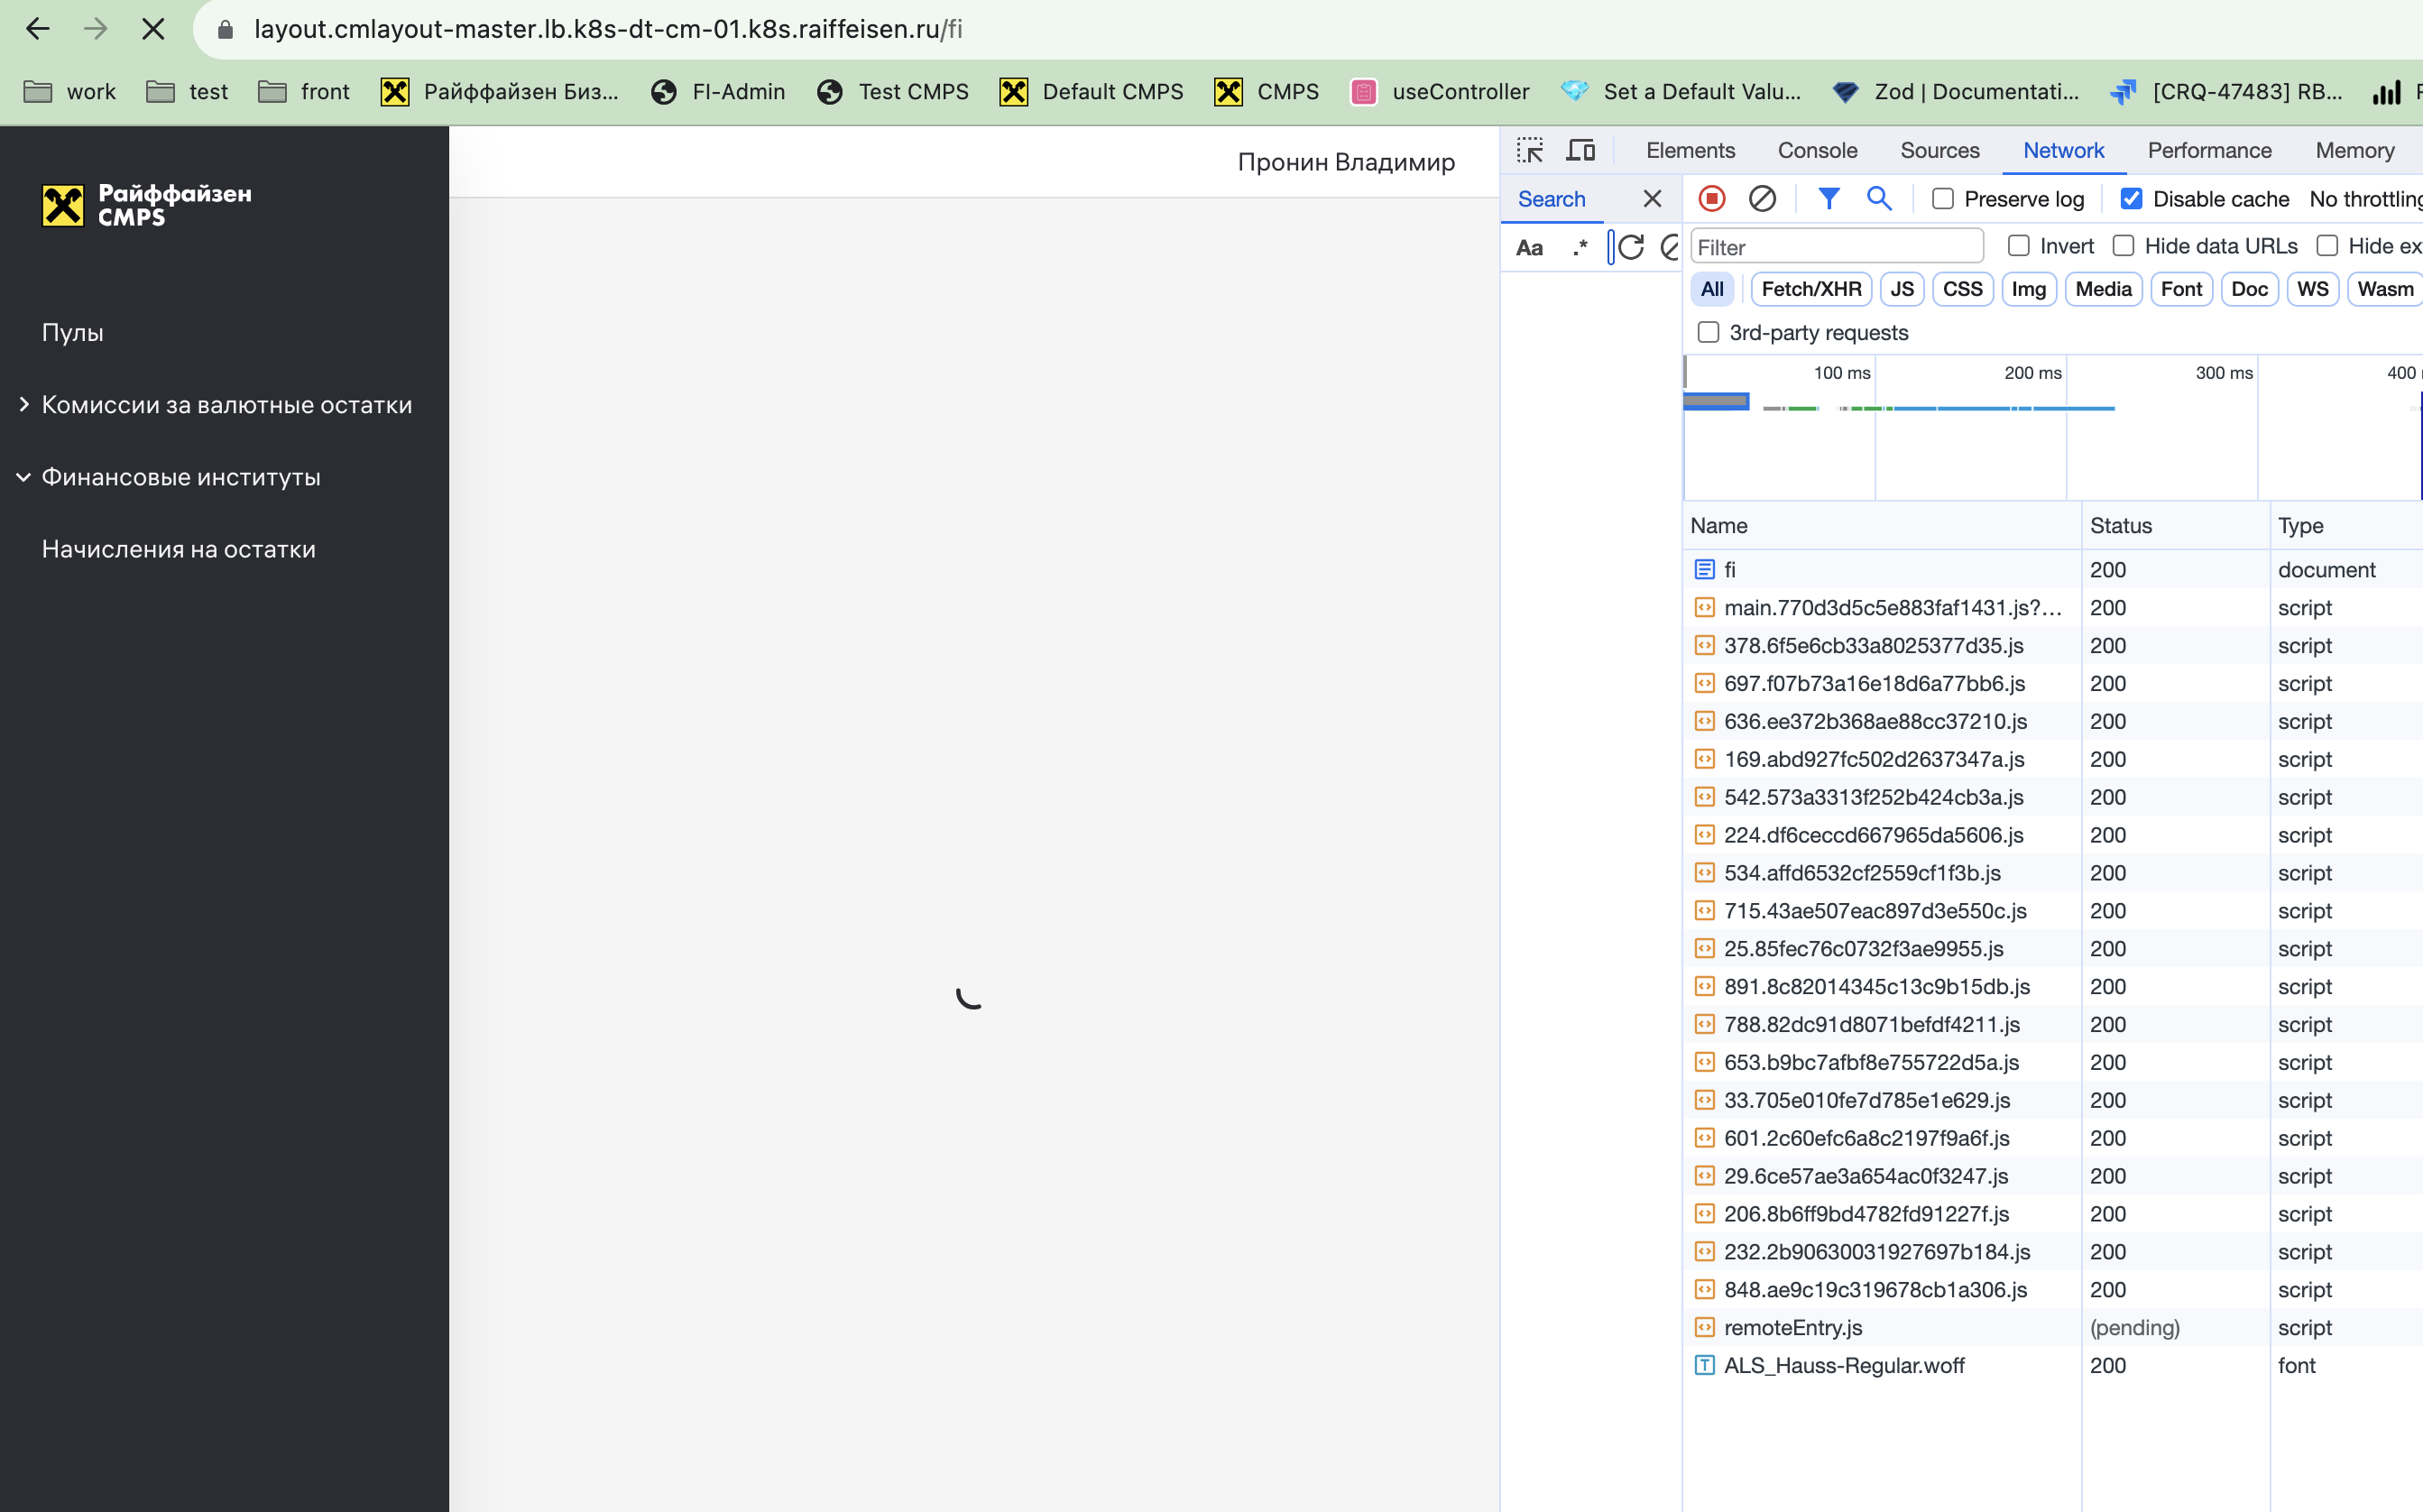 layout.cmlayout-master.lb.k8s-dt-cm-01.k8s.raiffeisen.ru/fi
work test front Райффайзен Биз... FI-Admin Test CMPS Default CMPS CMPS useController Set a Default Valu... Zod | Documentati... [CRQ-47483] RB...
Райффайзен
CMPS
Пулы
Комиссии за валютные остатки
Финансовые институты
Начисления на остатки
Пронин Владимир
Elements Console Sources Network Performance Memory
Search
Preserve log Disable cache No throttling
Aa .*
Filter Invert Hide data URLs Hide ex
All Fetch/XHR JS CSS Img Media Font Doc WS Wasm
3rd-party requests
100 ms 200 ms 300 ms 400
Name Status Type
fi 200 document
main.770d3d5c5e883faf1431.js?... 200 script
378.6f5e6cb33a8025377d35.js 200 script
697.f07b73a16e18d6a77bb6.js 200 script
636.ee372b368ae88cc37210.js 200 script
169.abd927fc502d2637347a.js 200 script
542.573a3313f252b424cb3a.js 200 script
224.df6ceccd667965da5606.js 200 script
534.affd6532cf2559cf1f3b.js 200 script
715.43ae507eac897d3e550c.js 200 script
25.85fec76c0732f3ae9955.js 200 script
891.8c82014345c13c9b15db.js 200 script
788.82dc91d8071befdf4211.js 200 script
653.b9bc7afbf8e755722d5a.js 200 script
33.705e010fe7d785e1e629.js 200 script
601.2c60efc6a8c2197f9a6f.js 200 script
29.6ce57ae3a654ac0f3247.js 200 script
206.8b6ff9bd4782fd91227f.js 200 script
232.2b90630031927697b184.js 200 script
848.ae9c19c319678cb1a306.js 200 script
remoteEntry.js (pending) script
ALS_Hauss-Regular.woff 200 font